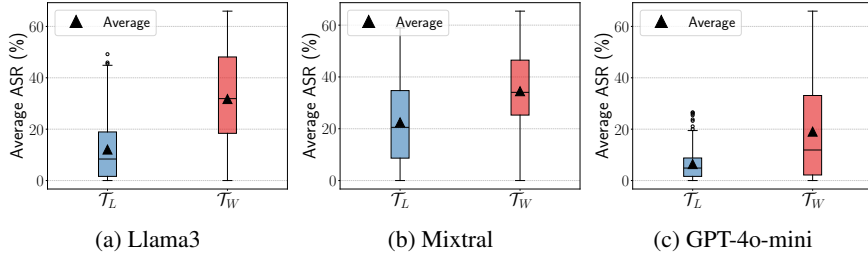 Average ASR (%)
60
40
20
0
▲ Average
𝒯_L
𝒯_W
(a) Llama3
Average ASR (%)
60
40
20
0
▲ Average
𝒯_L
𝒯_W
(b) Mixtral
Average ASR (%)
60
40
20
0
▲ Average
𝒯_L
𝒯_W
(c) GPT-4o-mini